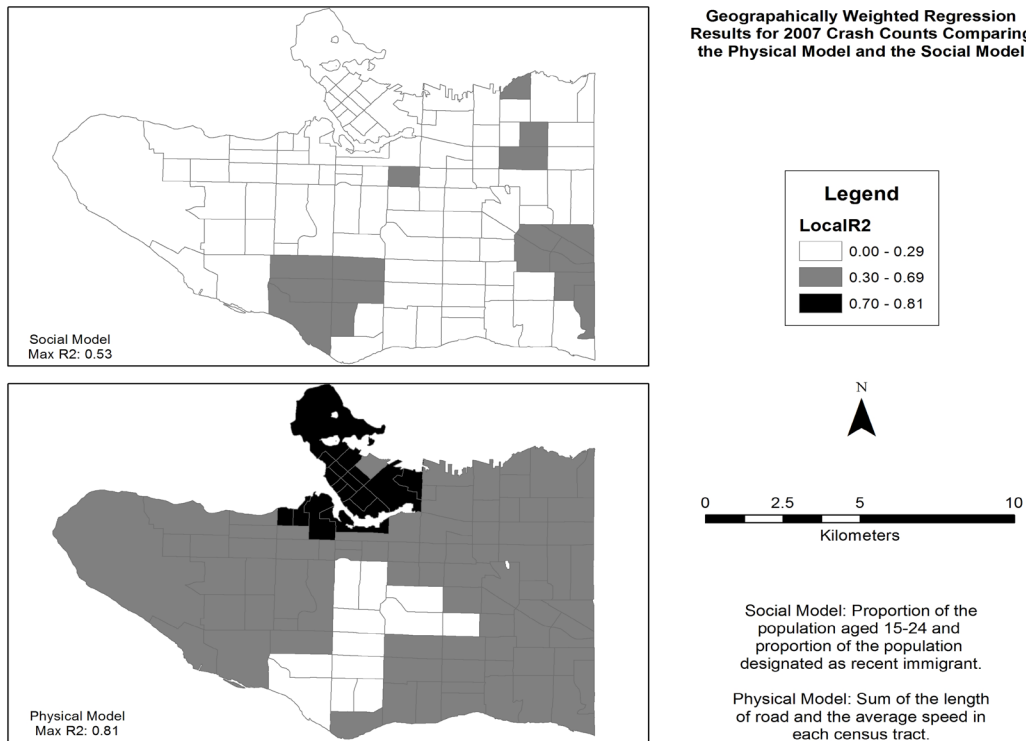 Geograpahically Weighted Regression
Results for 2007 Crash Counts Comparing
the Physical Model and the Social Model
Legend
LocalR2
0.00 - 0.29
0.30 - 0.69
0.70 - 0.81
Social Model
Max R2: 0.53
N
0 2.5 5 10
Kilometers
Social Model: Proportion of the
population aged 15-24 and
proportion of the population
designated as recent immigrant.
Physical Model: Sum of the length
of road and the average speed in
each census tract.
Physical Model
Max R2: 0.81